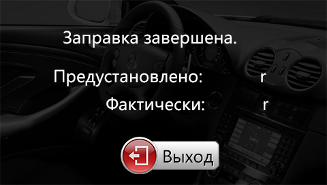 Заправка завершена.
Предустановлено: г
Фактически: г
Выход